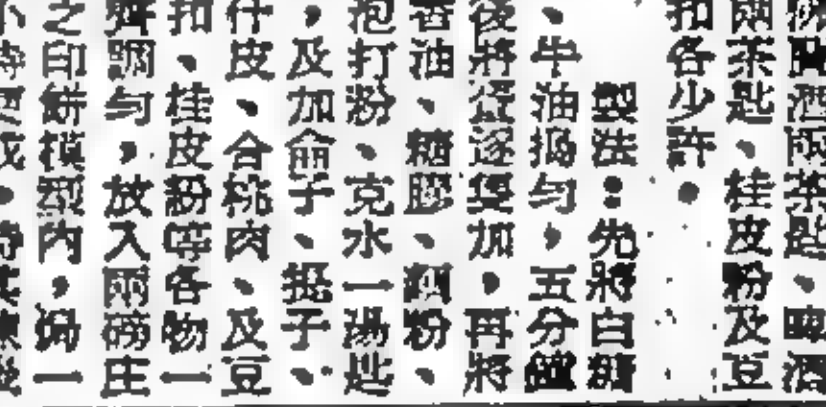 啤酒兩茶匙、啤酒
兩茶匙、桂皮粉及豆
扣各少許。
製法：先將白糖
、牛油搗勻，五分鐘
後將蛋逐隻加，再將
香油、糖膠、麵粉、
泡打粉、克水一湯匙
，及加侖子、提子、
什皮、合桃肉、及豆
扣、桂皮粉等各物一
齊調勻，放入兩磅庄
之印餅模型內，焗一